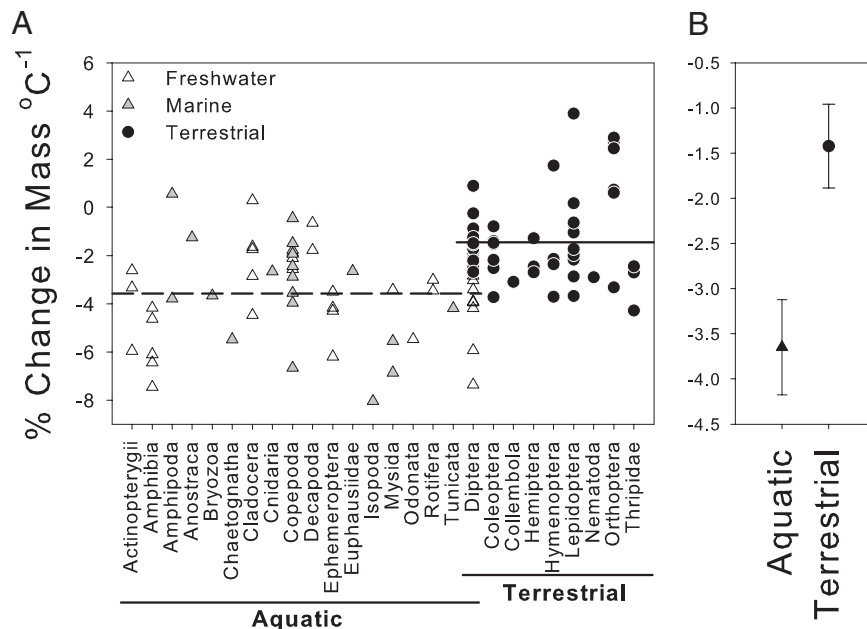 A
% Change in Mass °C-1
6
4
2
0
-2
-4
-6
-8
Freshwater
Marine
Terrestrial
Actinopterygii
Amphibia
Amphipoda
Anostraca
Bryozoa
Chaetognatha
Cladocera
Cnidaria
Copepoda
Decapoda
Ephemeroptera
Euphausiidae
Isopoda
Mysida
Odonata
Rotifera
Tunicata
Diptera
Coleoptera
Collembola
Hemiptera
Hymenoptera
Lepidoptera
Nematoda
Orthoptera
Thripidae
Aquatic
Terrestrial
B
-0.5
-1.0
-1.5
-2.0
-2.5
-3.0
-3.5
-4.0
-4.5
Aquatic
Terrestrial